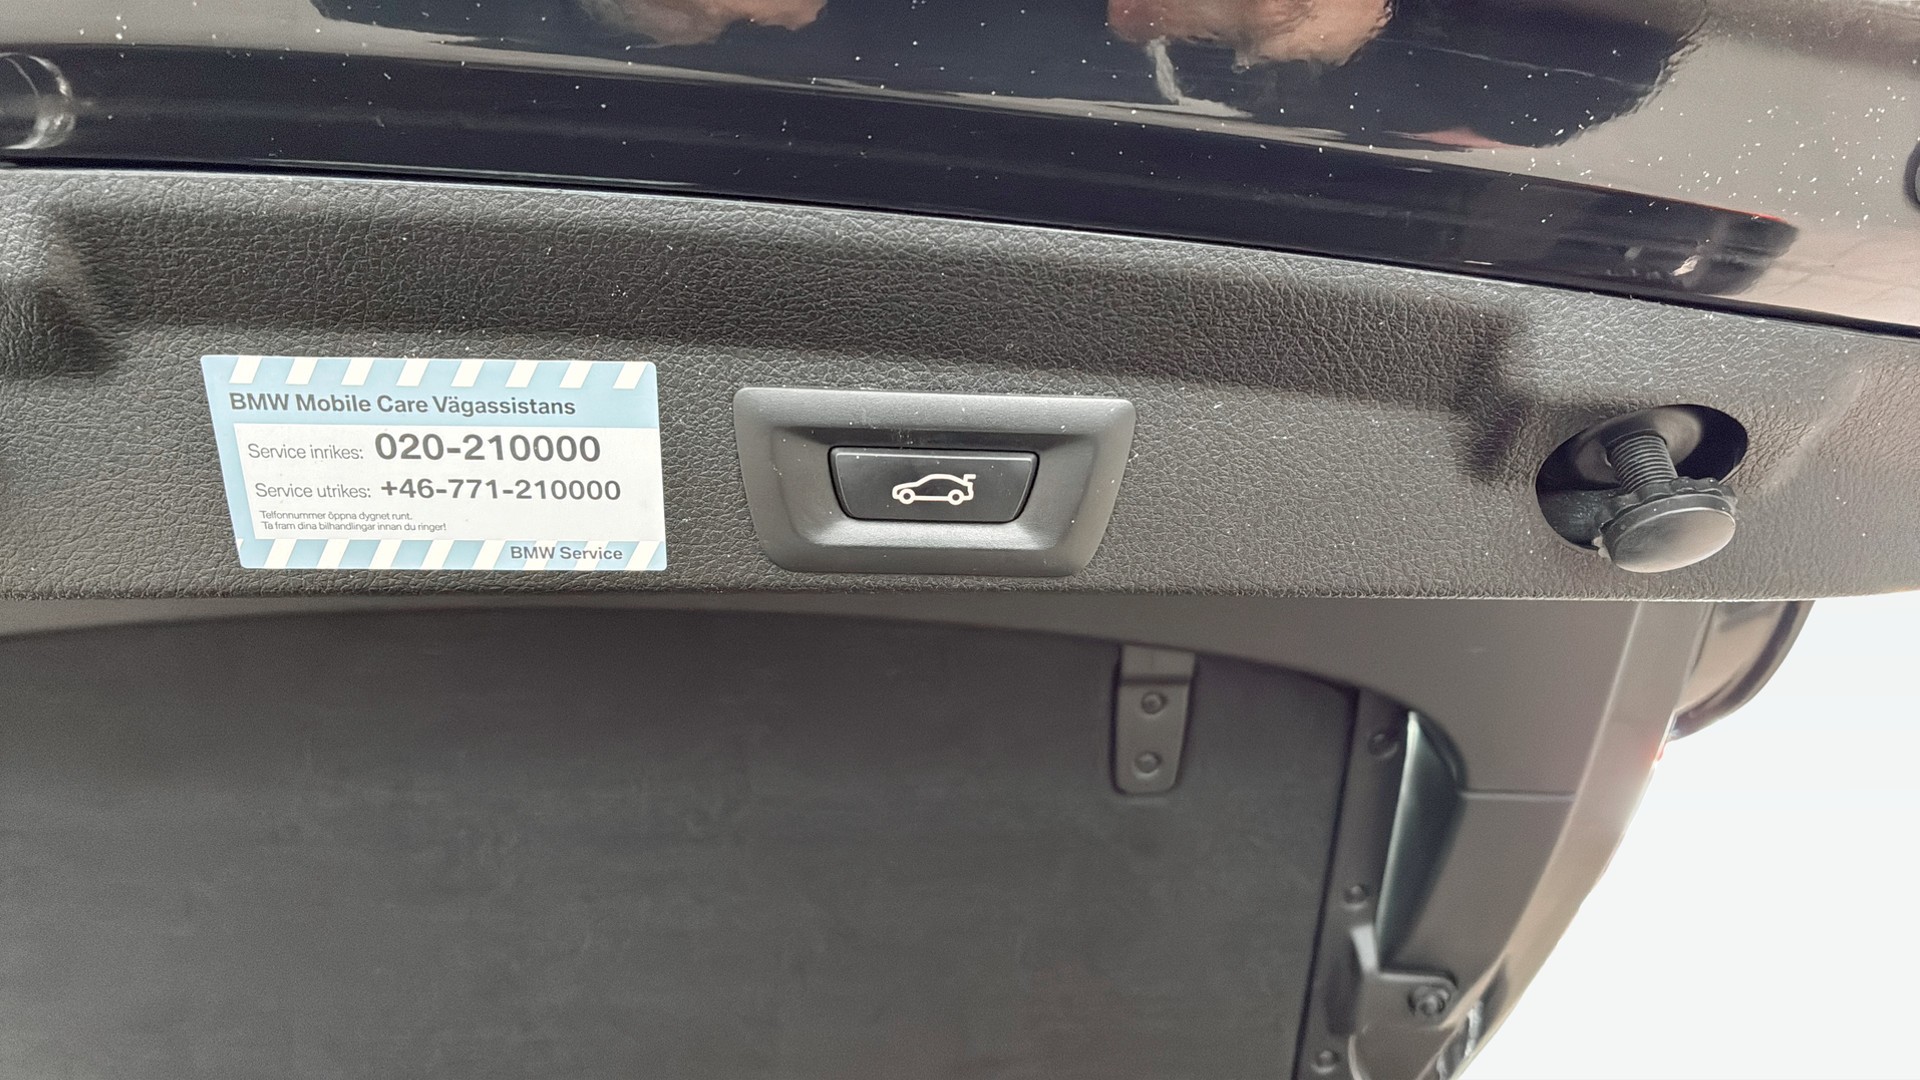 BMW Mobile Care Vägassistans
Service inrikes: 020-210000
Service utrikes: +46-771-210000
Telfonnummer öppna dygnet runt.
Ta fram dina bilhandlingar innan du ringer!
BMW Service